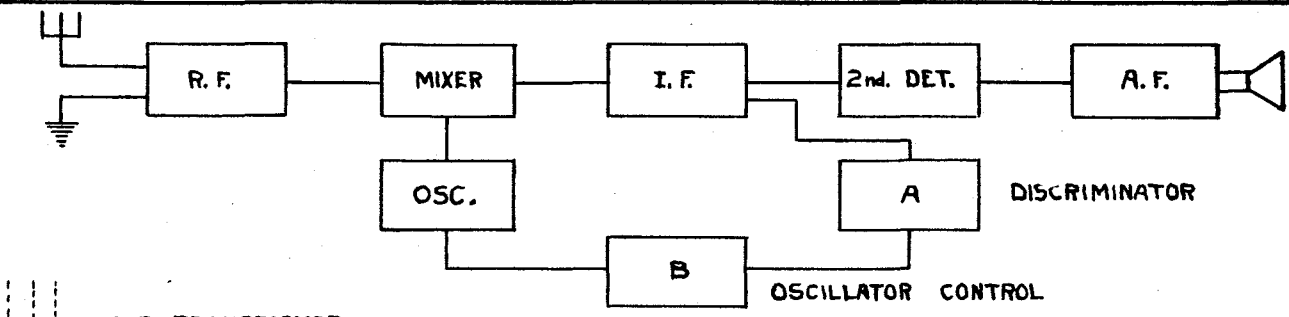 R.F.
MIXER
I.F.
2nd. DET.
A.F.
OSC.
A
DISCRIMINATOR
B
OSCILLATOR CONTROL